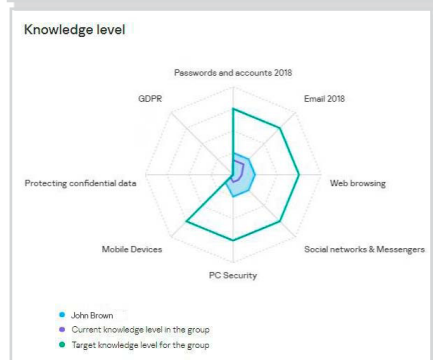 Knowledge level
Passwords and accounts 2018
GDPR
Email 2018
Protecting confidential data
Web browsing
Mobile Devices
Social networks & Messengers
PC Security
John Brown
Current knowledge level in the group
Target knowledge level for the group